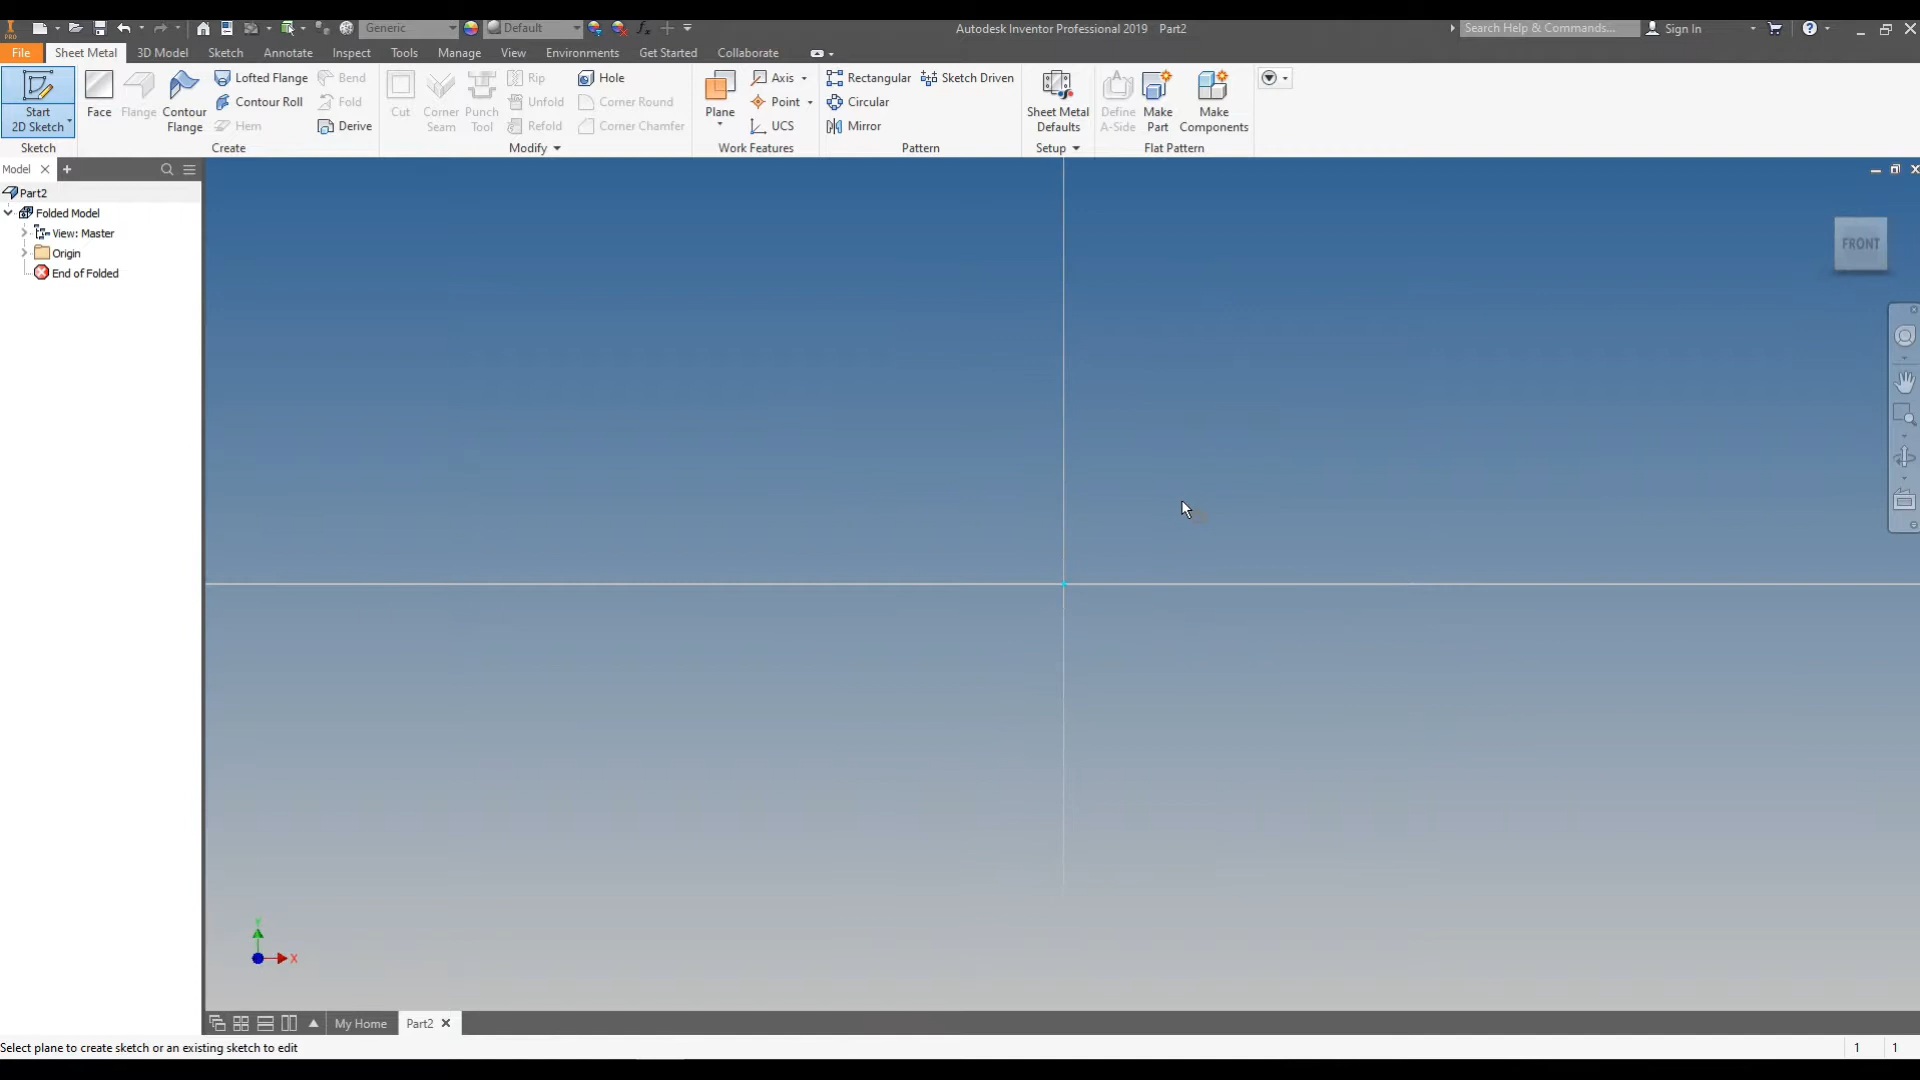 Generic
Default
Autodesk Inventor Professional 2019 Part2
Search Help & Commands...
Sign In
PRO
File
Sheet Metal
3D Model
Sketch
Annotate
Inspect
Tools
Manage
View
Environments
Get Started
Collaborate
Start
2D Sketch
Face
Flange
Contour
Flange
Lofted Flange
Contour Roll
Hem
Bend
Fold
Derive
Cut
Corner
Seam
Punch
Tool
Rip
Unfold
Refold
Hole
Corner Round
Corner Chamfer
Plane
Axis
Point
UCS
Rectangular
Circular
Mirror
Sketch Driven
Sheet Metal
Defaults
Define
A-Side
Make
Part
Make
Components
Sketch
Create
Modify
Work Features
Pattern
Setup
Flat Pattern
Model
Part2
Folded Model
View: Master
Origin
End of Folded
FRONT
Y
X
My Home
Part2
Select plane to create sketch or an existing sketch to edit
1 1